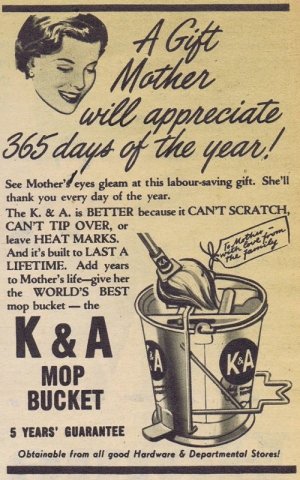 A Gift
Mother
will appreciate
365 days of the year!
See Mother's eyes gleam at this labour-saving gift. She'll
thank you every day of the year.
The K. & A. is BETTER because it CAN'T SCRATCH,
CAN'T TIP OVER, or
leave HEAT MARKS.
And it's built to LAST A
LIFETIME. Add years
to Mother's life—give her
the WORLD'S BEST
mop bucket — the
To Mother
with love from
the family
K & A
MOP
BUCKET
5 YEARS' GUARANTEE
K&A
K&A
Obtainable from all good Hardware & Departmental Stores!